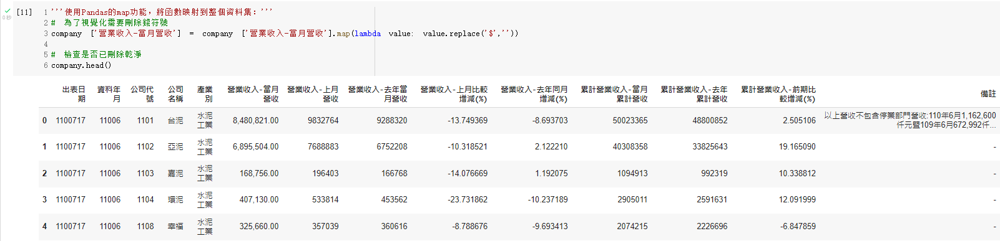 [11] 1 '''使用Pandas的map功能，將函數映射到整個資料集：'''
0秒 2 # 為了視覺化需要刪除錢符號
3 company ['營業收入-當月營收'] = company ['營業收入-當月營收'].map(lambda value: value.replace('$',''))
4
5 # 檢查是否已刪除乾淨
6 company.head()
出表日 資料年 公司代 公司 產業 營業收入-當月 營業收入-上月 營業收入-去年當 營業收入-上月比較 營業收入-去年同月 累計營業收入-當月 累計營業收入-去年 累計營業收入-前期比 備註
期 月 號 名稱 別 營收 營收 月營收 增減(%) 增減(%) 累計營收 累計營收 較增減(%)
0 1100717 11006 1101 台泥 水泥工業 8,480,821.00 9832764 9288320 -13.749369 -8.693703 50023365 48800852 2.505106 以上營收不包含停業部門營收:110年6月1,162,600
仟元暨109年6月672,992仟...
1 1100717 11006 1102 亞泥 水泥工業 6,895,504.00 7688883 6752208 -10.318521 2.122210 40308358 33825643 19.165090 -
2 1100717 11006 1103 嘉泥 水泥工業 168,756.00 196403 166768 -14.076669 1.192075 1094913 992319 10.338812 -
3 1100717 11006 1104 環泥 水泥工業 407,130.00 533814 453562 -23.731862 -10.237189 2905011 2591631 12.091999 -
4 1100717 11006 1108 幸福 水泥工業 325,660.00 357039 360616 -8.788676 -9.693413 2074215 2226696 -6.847859 -